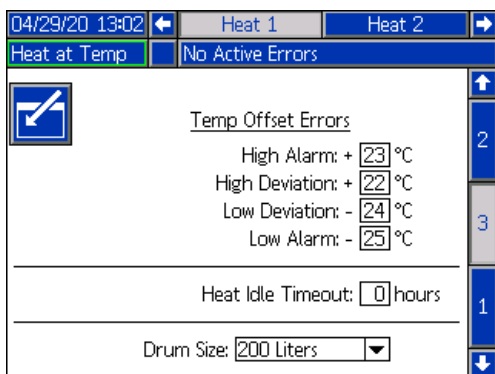 04/29/20 13:02 Heat 1 Heat 2
Heat at Temp No Active Errors
Temp Offset Errors
High Alarm: + 23 °C
High Deviation: + 22 °C
Low Deviation: - 24 °C
Low Alarm: - 25 °C
Heat Idle Timeout: 0 hours
Drum Size: 200 Liters
2
3
1